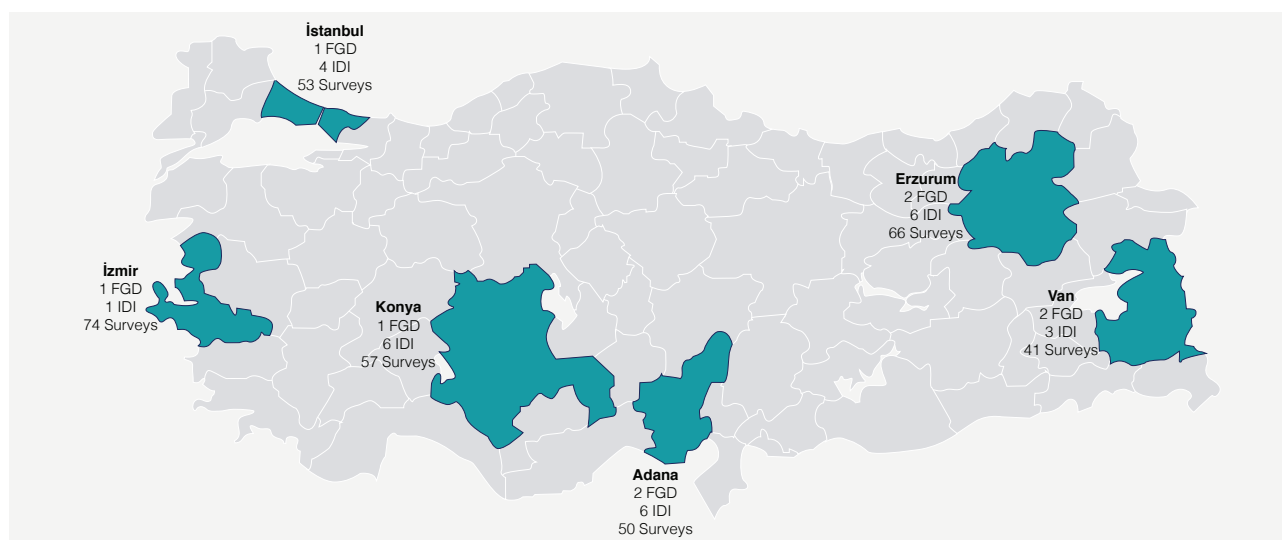 İstanbul
1 FGD
4 IDI
53 Surveys
Erzurum
2 FGD
6 IDI
66 Surveys
İzmir
1 FGD
1 IDI
74 Surveys
Konya
1 FGD
6 IDI
57 Surveys
Van
2 FGD
3 IDI
41 Surveys
Adana
2 FGD
6 IDI
50 Surveys